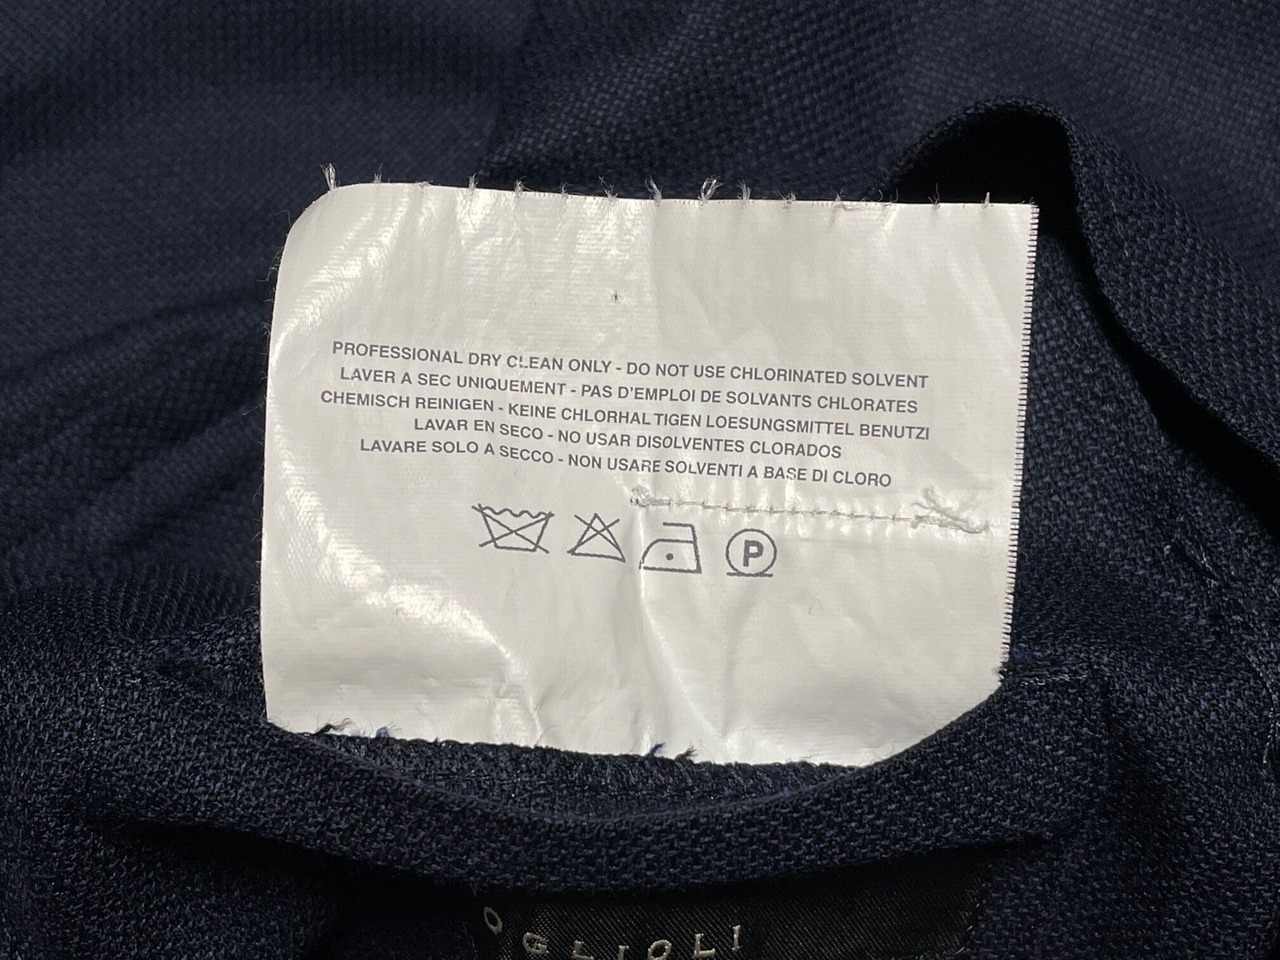 PROFESSIONAL DRY CLEAN ONLY - DO NOT USE CHLORINATED SOLVENT
LAVER A SEC UNIQUEMENT - PAS D'EMPLOI DE SOLVANTS CHLORATES
CHEMISCH REINIGEN - KEINE CHLORHALTIGEN LOESUNGSMITTEL BENUTZI
LAVAR EN SECO - NO USAR DISOLVENTES CLORADOS
LAVARE SOLO A SECCO - NON USARE SOLVENTI A BASE DI CLORO
P
OGLIOLI